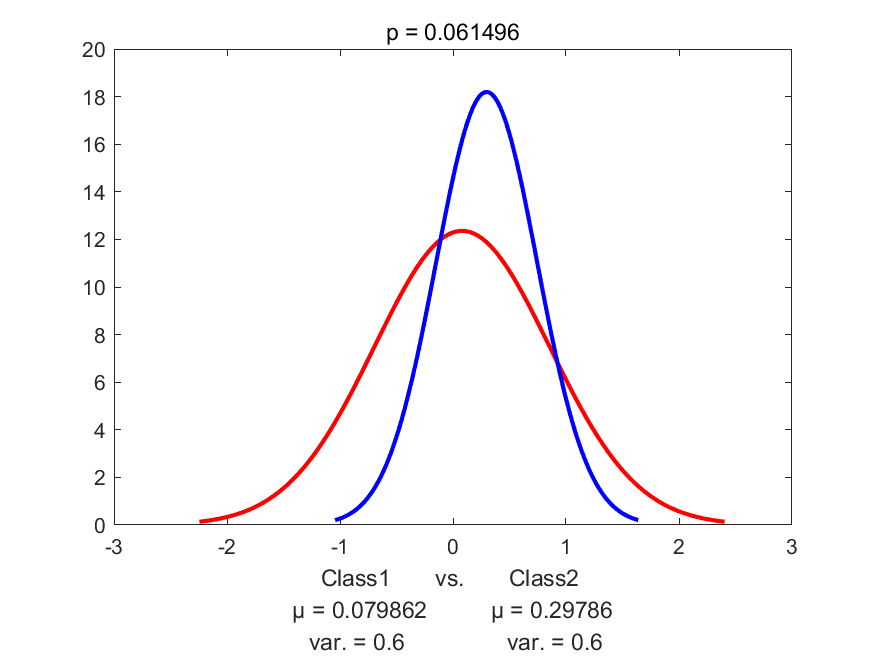 p = 0.061496
20
18
16
14
12
10
8
6
4
2
0
-3 -2 -1 0 1 2 3
Class1 vs. Class2
μ = 0.079862 μ = 0.29786
var. = 0.6 var. = 0.6